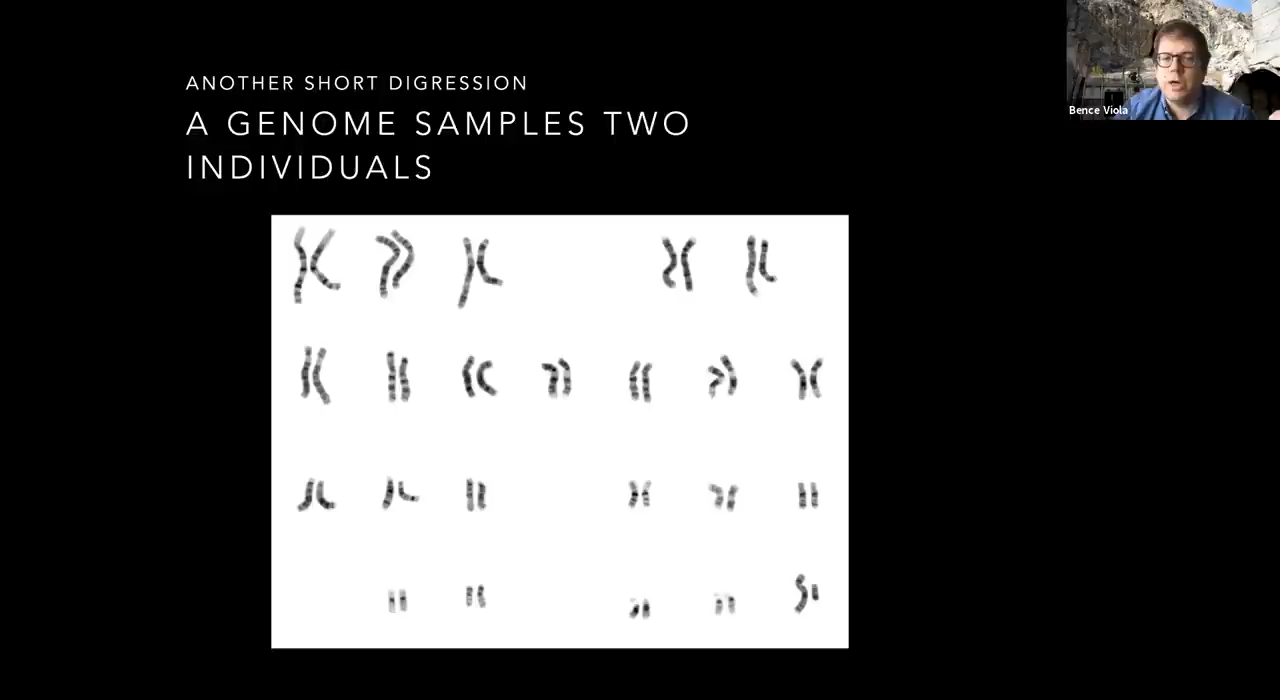 ANOTHER SHORT DIGRESSION
A GENOME SAMPLES TWO
INDIVIDUALS
Bence Viola